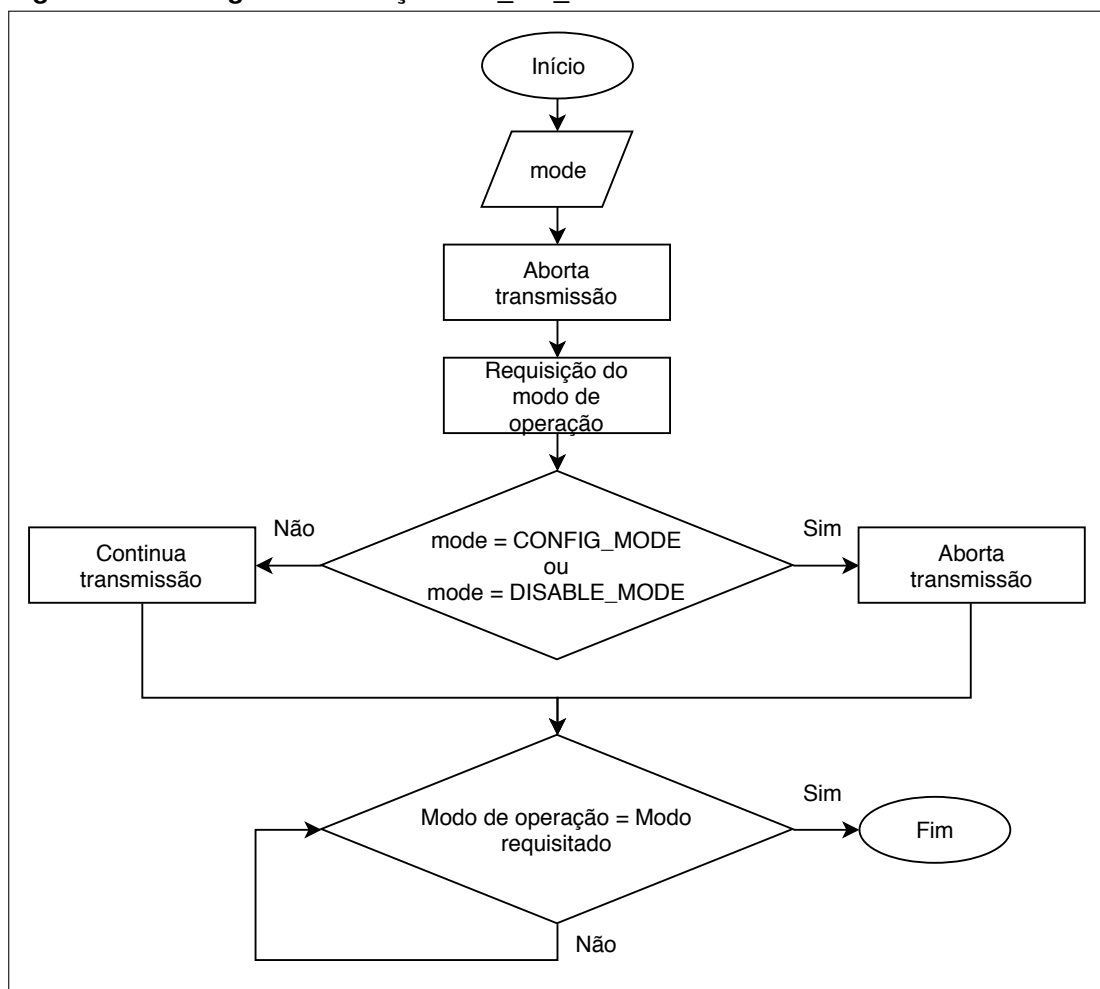 Início
mode
Aborta
transmissão
Requisição do
modo de
operação
Não
Sim
Continua
transmissão
mode = CONFIG_MODE
ou
mode = DISABLE_MODE
Aborta
transmissão
Modo de operação = Modo
requisitado
Sim
Fim
Não